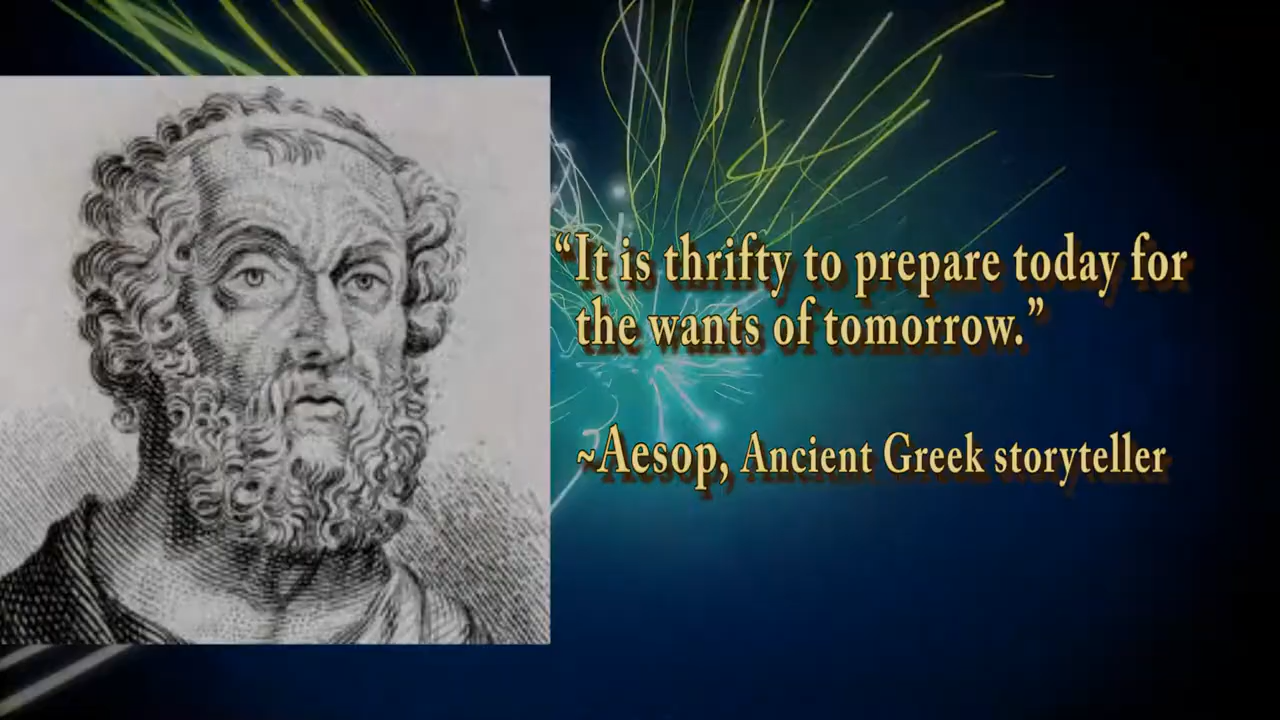 “It is thrifty to prepare today for
the wants of tomorrow.”
~Aesop, Ancient Greek storyteller